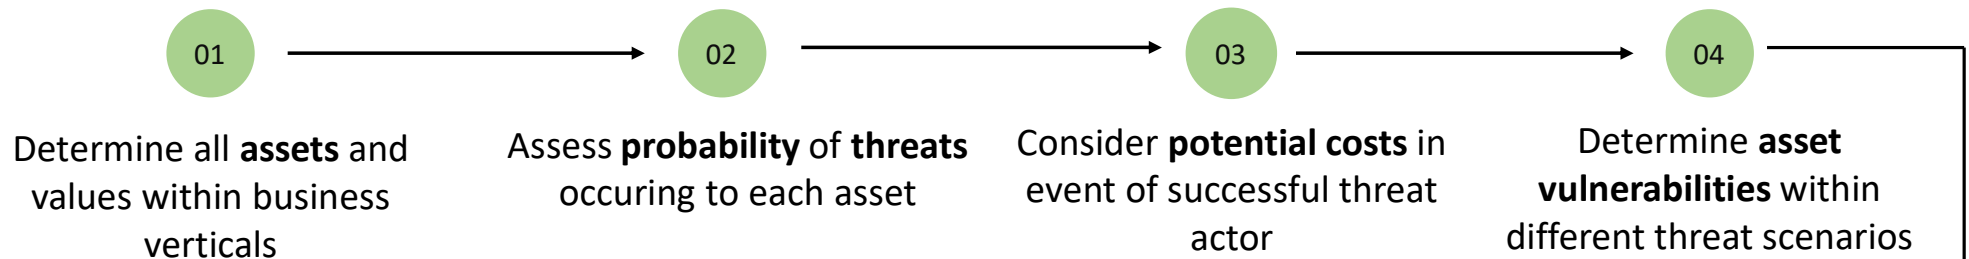 01
Determine all assets and
values within business
verticals
02
Assess probability of threats
occuring to each asset
03
Consider potential costs in
event of successful threat
actor
04
Determine asset
vulnerabilities within
different threat scenarios